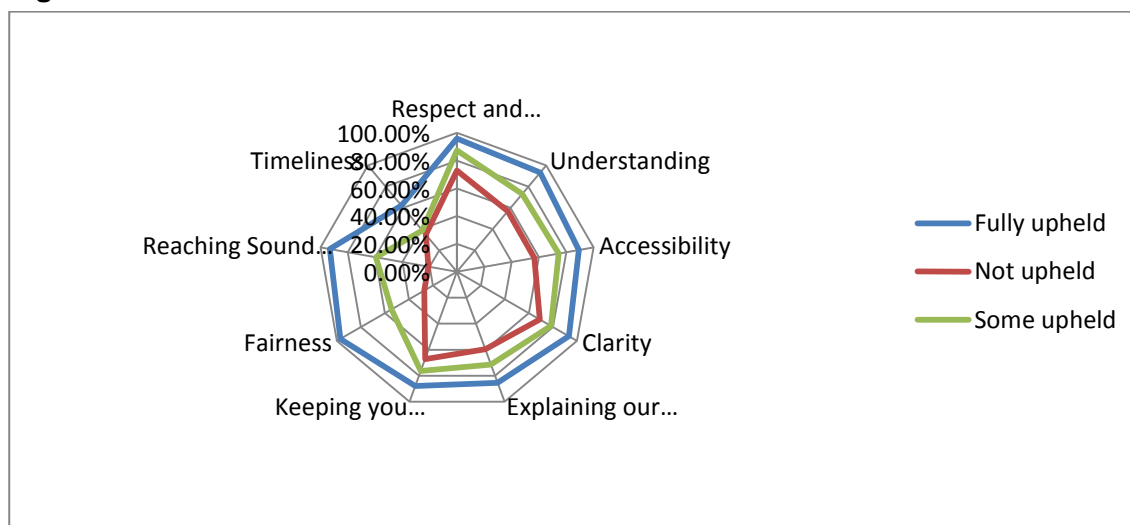 Respect and...
100.00%
80.00%
60.00%
40.00%
20.00%
0.00%
Understanding
Accessibility
Clarity
Explaining our...
Keeping you...
Fairness
Reaching Sound...
Timeliness
Fully upheld
Not upheld
Some upheld